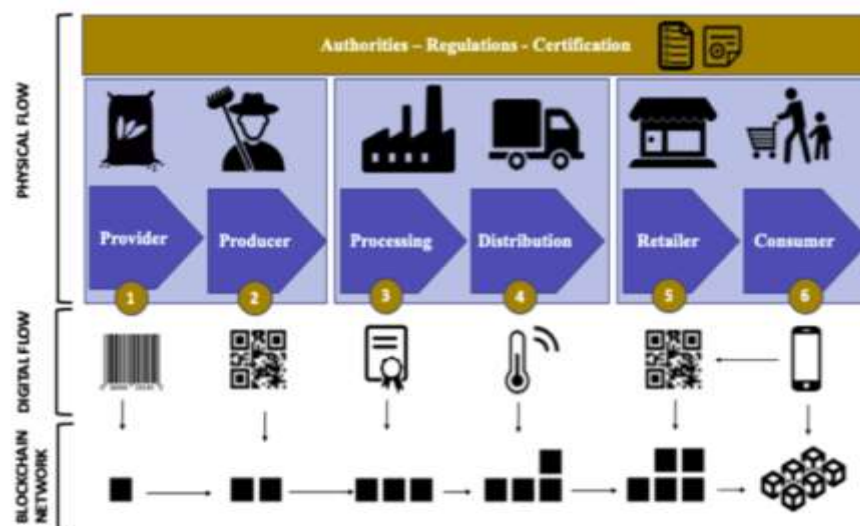 Authorities – Regulations - Certification
PHYSICAL FLOW
Provider
Producer
Processing
Distribution
Retailer
Consumer
1
2
3
4
5
6
DIGITAL FLOW
BLOCKCHAIN
NETWORK